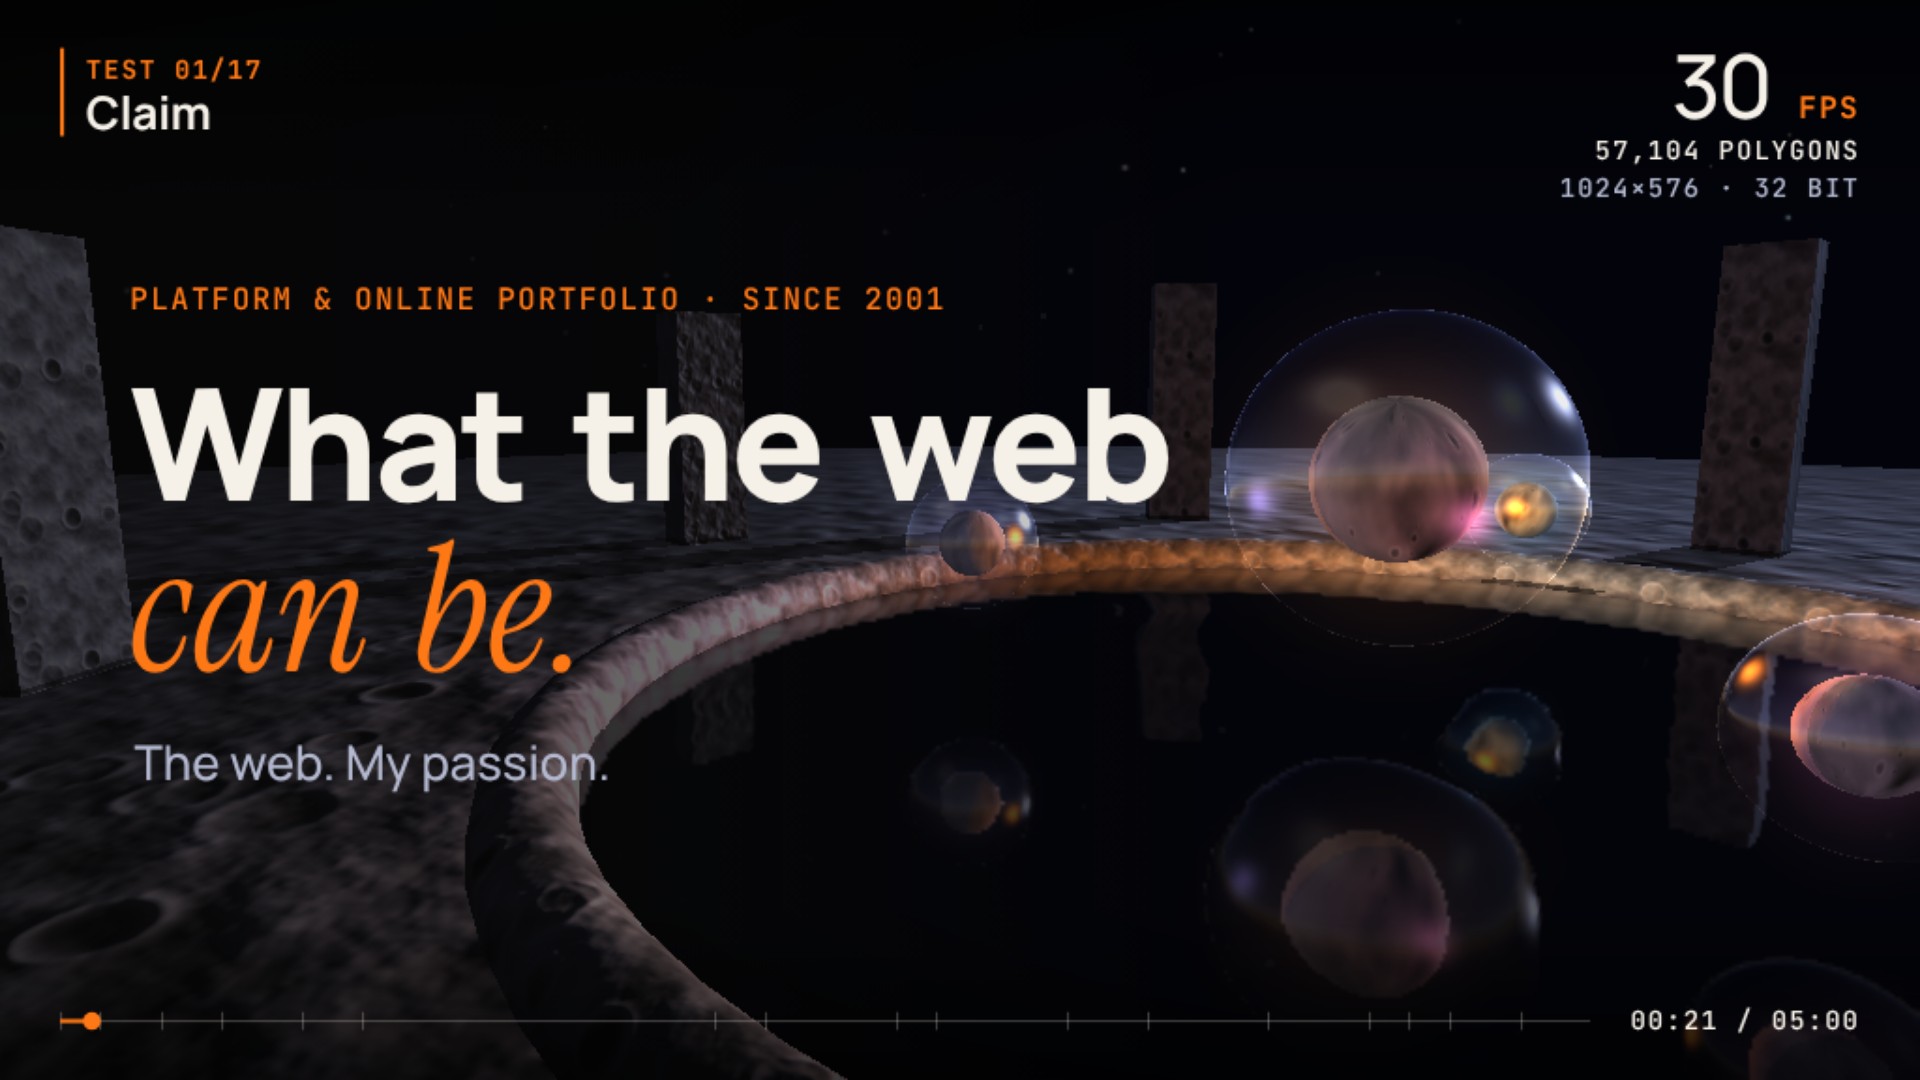 TEST 01/17
Claim
30 FPS
57,104 POLYGONS
1024×576 · 32 BIT
PLATFORM & ONLINE PORTFOLIO · SINCE 2001
What the web
can be.
The web. My passion.
00:21 / 05:00